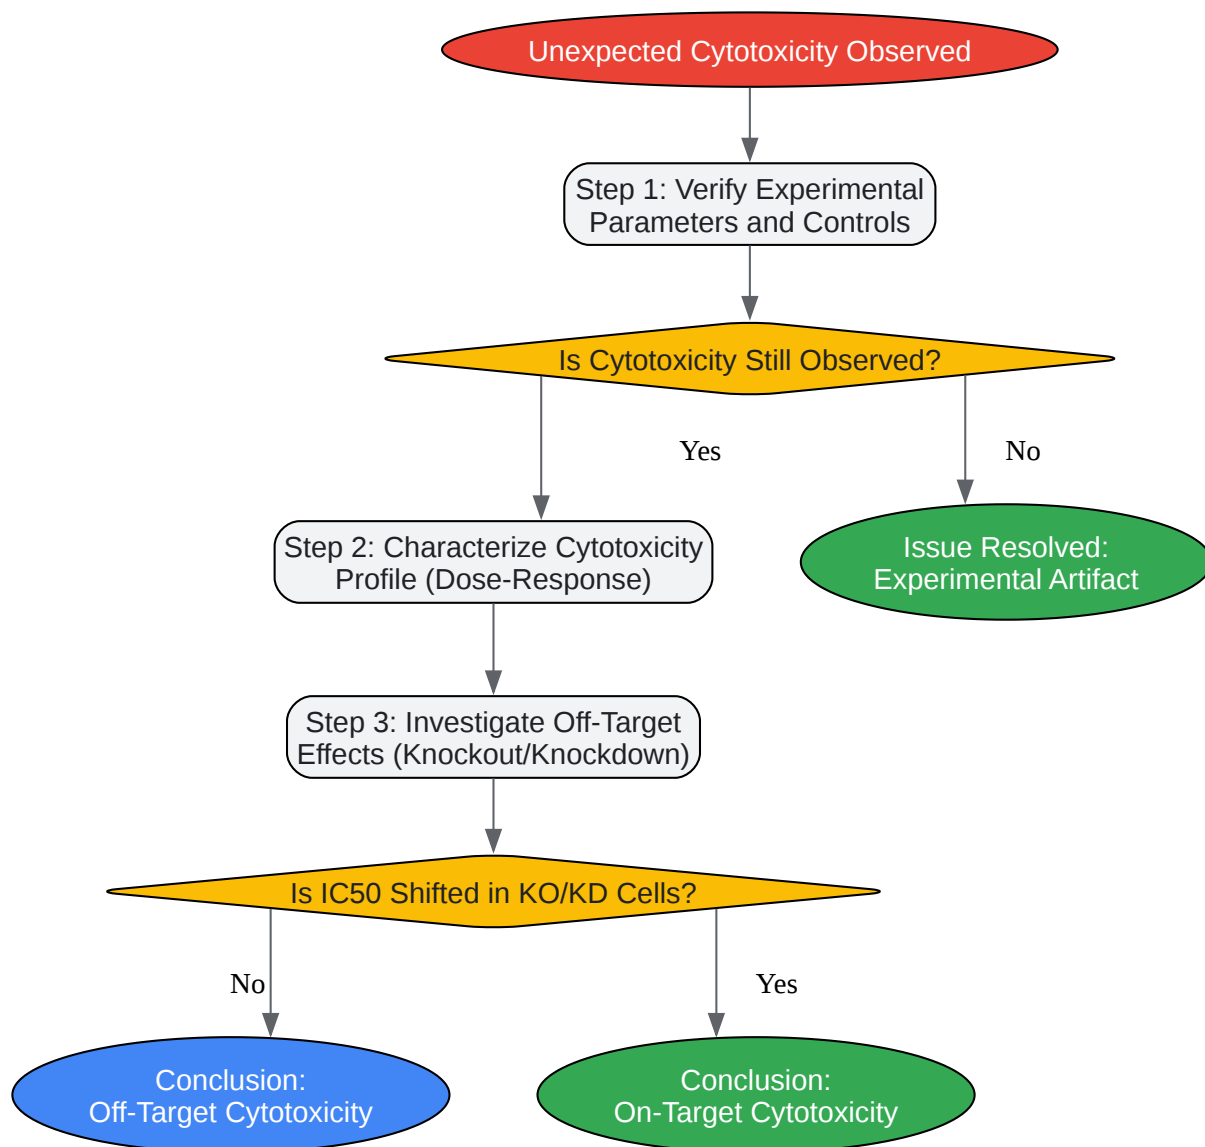 Unexpected Cytotoxicity Observed
Step 1: Verify Experimental
Parameters and Controls
Is Cytotoxicity Still Observed?
Yes
No
Step 2: Characterize Cytotoxicity
Profile (Dose-Response)
Issue Resolved:
Experimental Artifact
Step 3: Investigate Off-Target
Effects (Knockout/Knockdown)
Is IC50 Shifted in KO/KD Cells?
No
Yes
Conclusion:
Off-Target Cytotoxicity
Conclusion:
On-Target Cytotoxicity